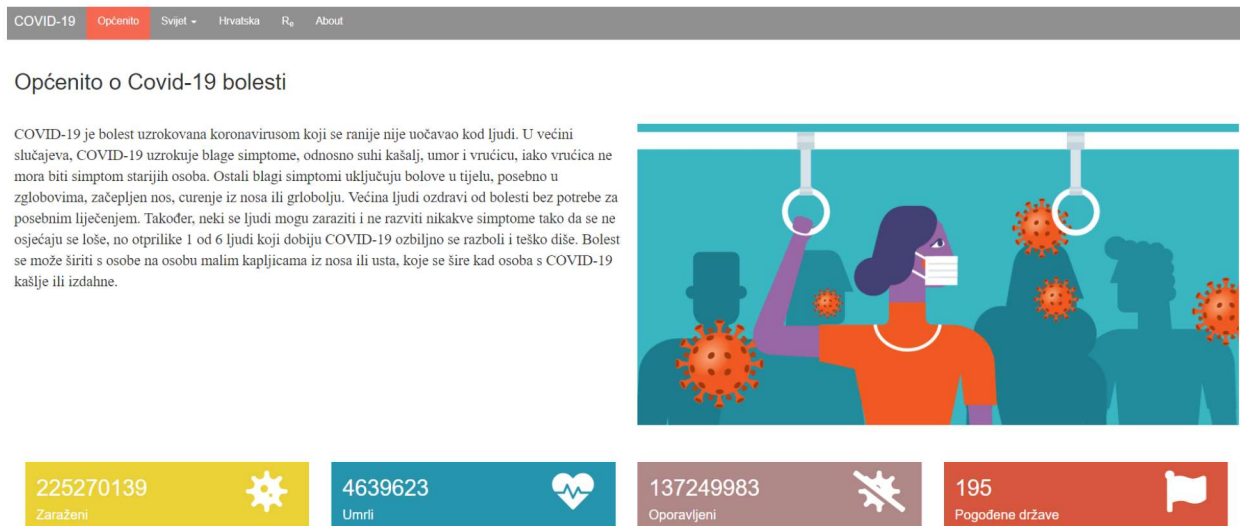 COVID-19 Općenito Svijet Hrvatska Re About
Općenito o Covid-19 bolesti
COVID-19 je bolest uzrokovana koronavirusom koji se ranije nije uočavao kod ljudi. U većini
slučajeva, COVID-19 uzrokuje blage simptome, odnosno suhi kašalj, umor i vrućicu, iako vrućica ne
mora biti simptom starijih osoba. Ostali blagi simptomi uključuju bolove u tijelu, posebno u
zglobovima, začepljen nos, curenje iz nosa ili grlobolju. Većina ljudi ozdravi od bolesti bez potrebe za
posebnim liječenjem. Također, neki se ljudi mogu zaraziti i ne razviti nikakve simptome tako da se ne
osjećaju se loše, no otprilike 1 od 6 ljudi koji dobiju COVID-19 ozbiljno se razboli i teško diše. Bolest
se može širiti s osobe na osobu malim kapljicama iz nosa ili usta, koje se šire kad osoba s COVID-19
kašlje ili izdahne.
225270139
Zaraženi
4639623
Umrli
137249983
Oporavljeni
195
Pogođene države